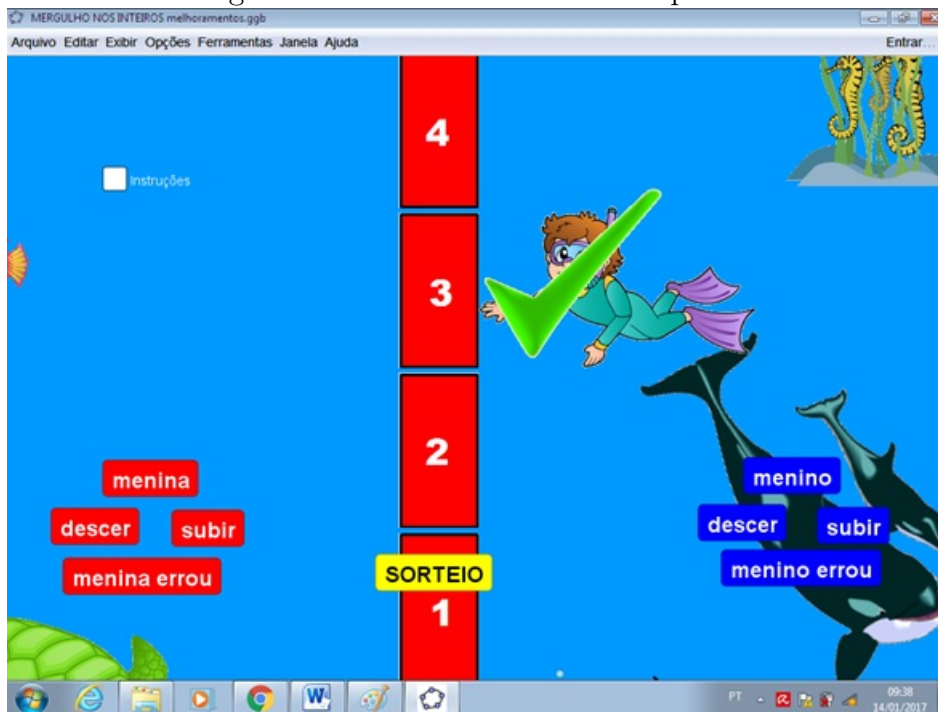 MERGULHO NOS INTEIROS melhoramentos.ggb
Arquivo Editar Exibir Opções Ferramentas Janela Ajuda
Entrar...
4
Instruções
3
2
menina
descer
subir
menina errou
menino
descer
subir
menino errou
SORTEIO
1
PT
09:38
14/01/2017